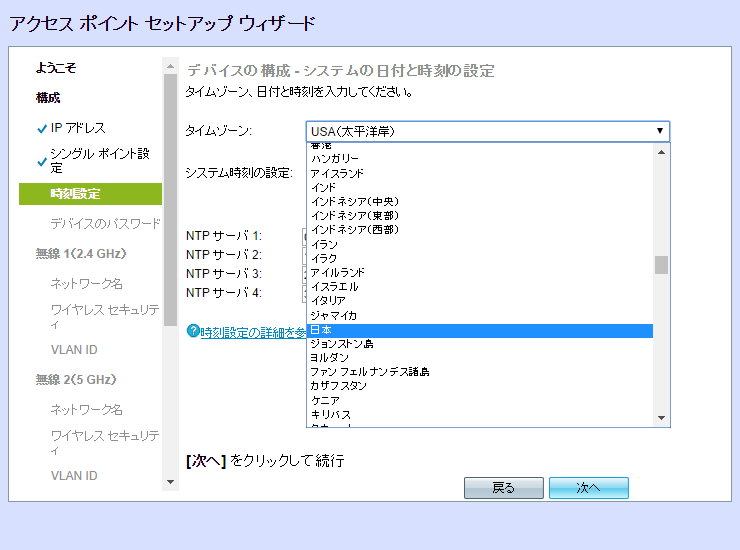 アクセス ポイント セットアップ ウィザード
ようこそ
構成
IP アドレス
シングル ポイント設
定
時刻設定
デバイスのパスワード
無線 1（2.4 GHz）
ネットワーク名
ワイヤレス セキュリティ
ィ
VLAN ID
無線 2（5 GHz）
ネットワーク名
ワイヤレス セキュリティ
ィ
VLAN ID
デバイスの構成 - システムの日付と時刻の設定
タイムゾーン、日付と時刻を入力してください。
タイムゾーン: USA（太平洋岸）
システム時刻の設定:
NTP サーバ 1:
NTP サーバ 2:
NTP サーバ 3:
NTP サーバ 4:
時刻設定の詳細を参
香港
ハンガリー
アイスランド
インド
インドネシア（中央）
インドネシア（東部）
インドネシア（西部）
イラン
イラク
アイルランド
イスラエル
イタリア
ジャマイカ
日本
ジョンストン島
ヨルダン
ファン フェルナンデス諸島
カザフスタン
ケニア
キリバス
[次へ] をクリックして続行
戻る
次へ